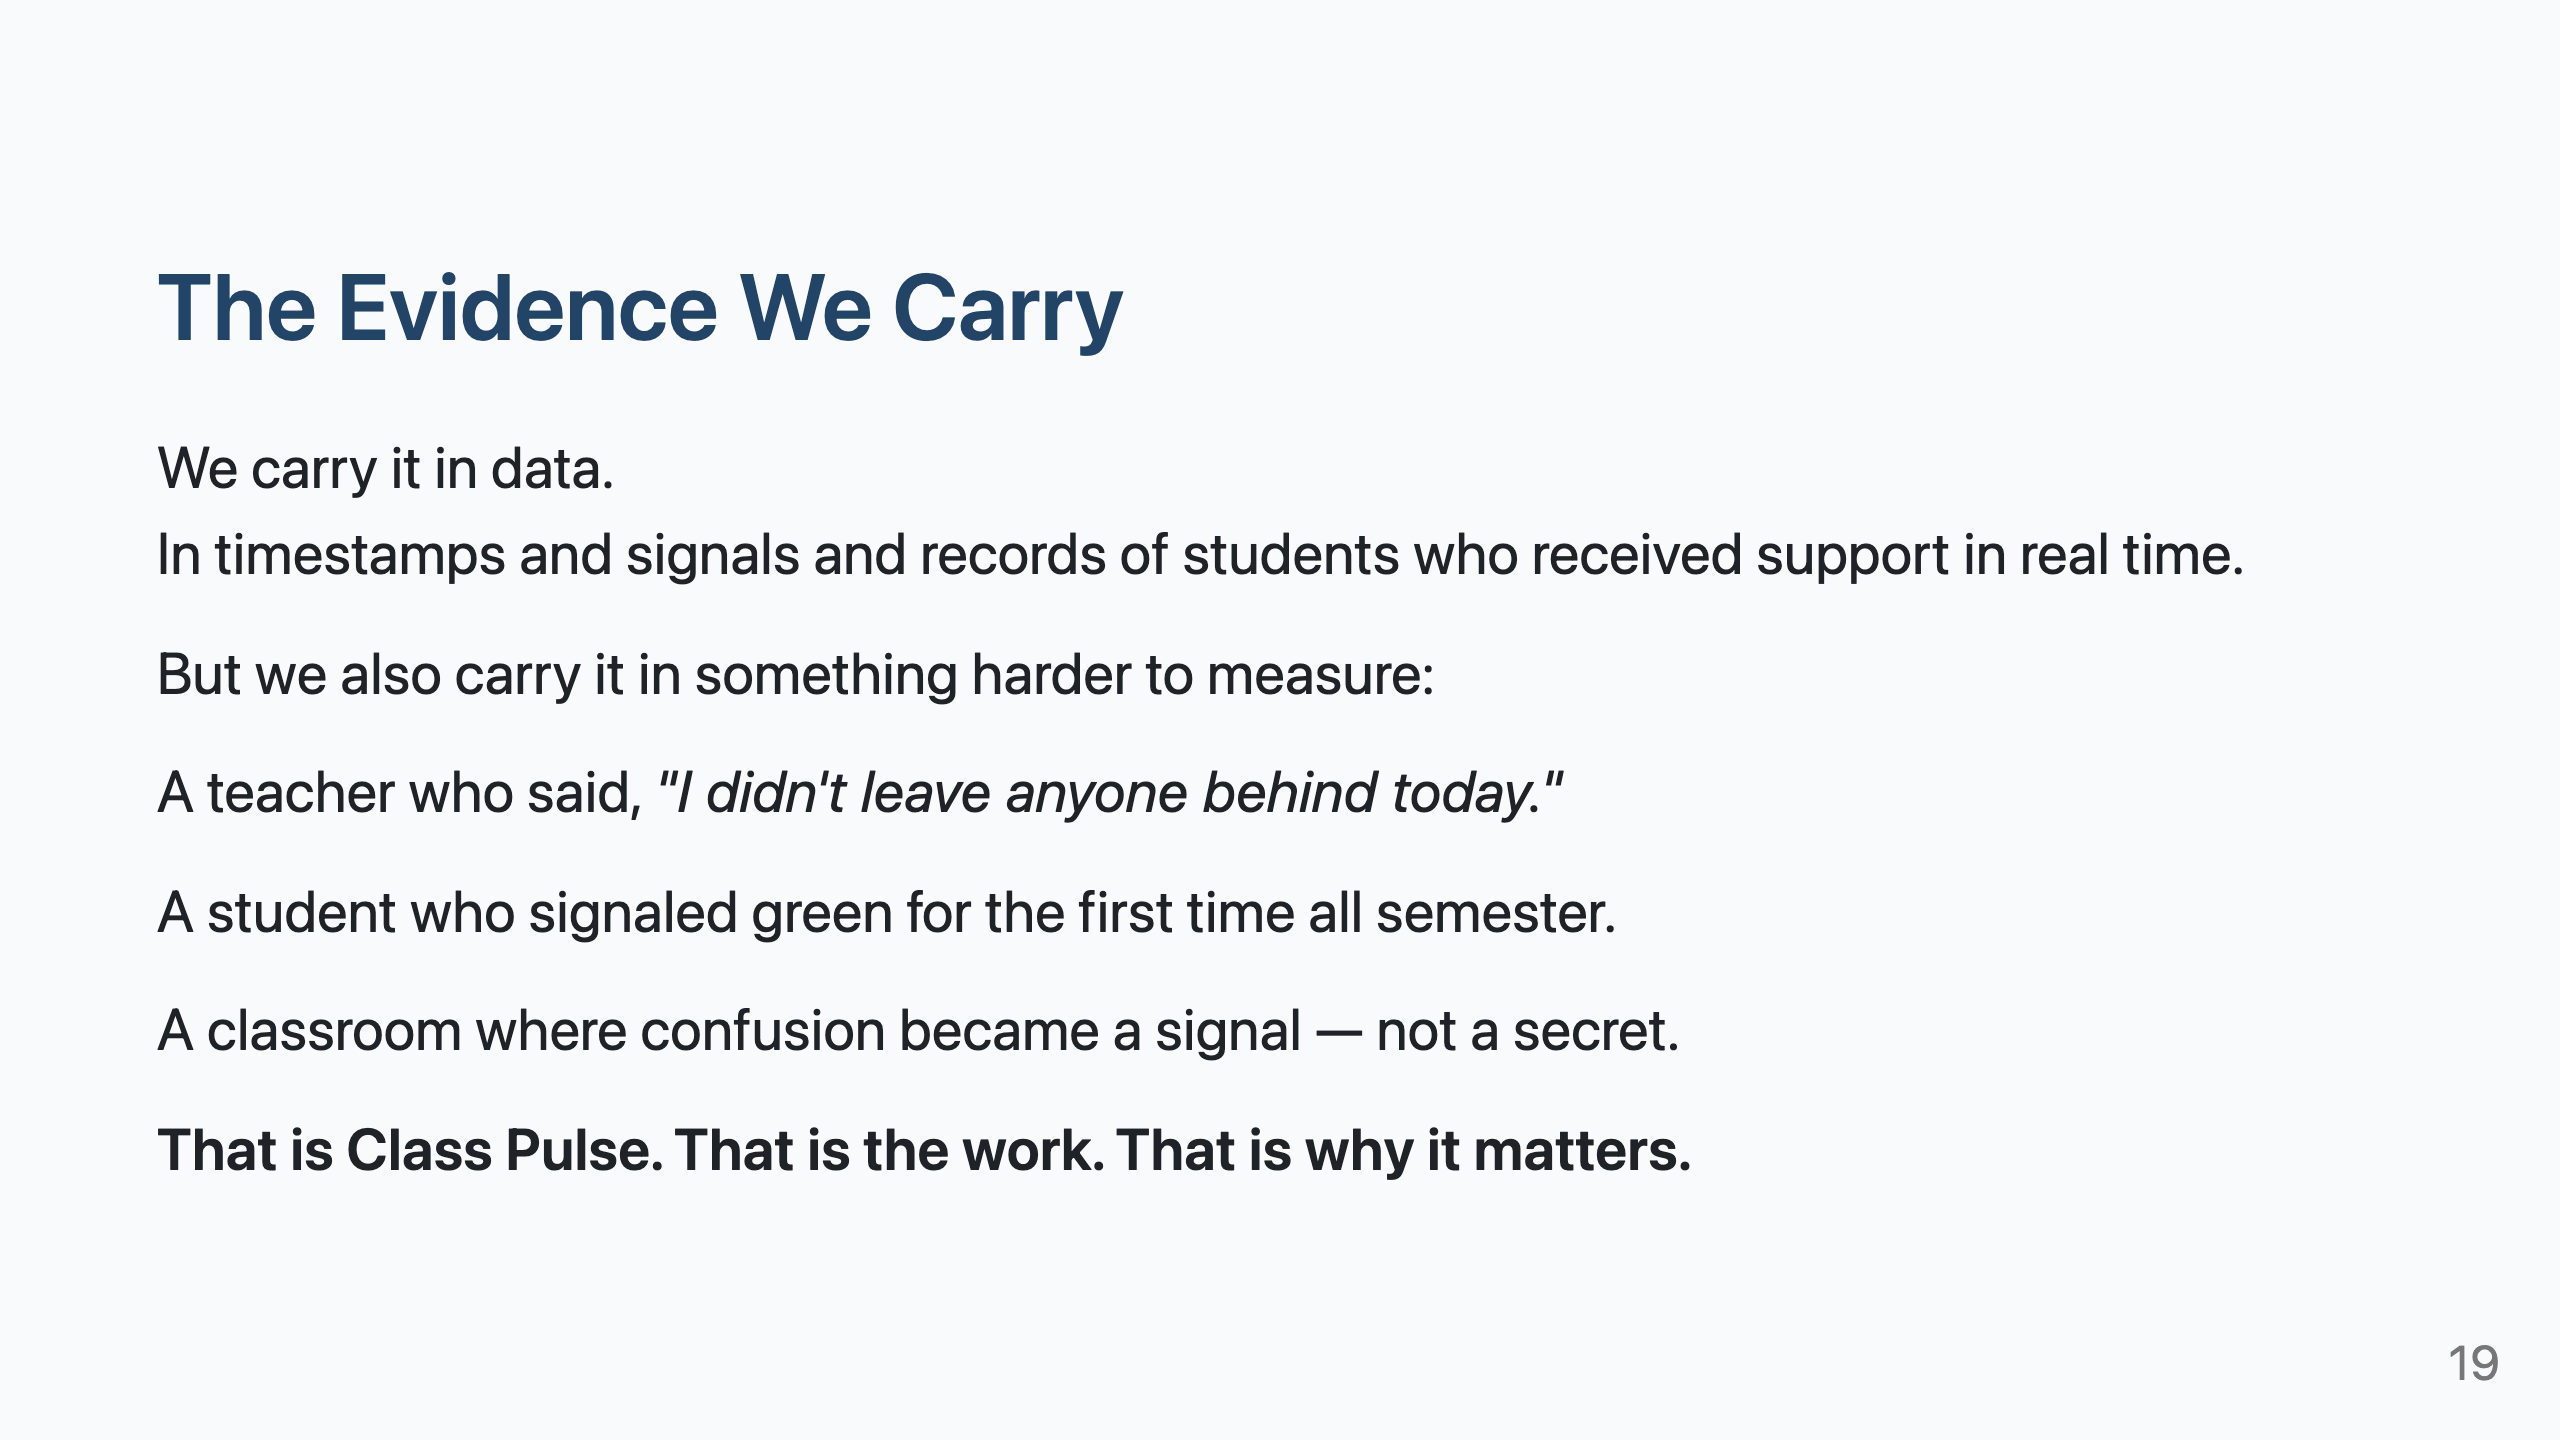 The Evidence We Carry
We carry it in data.
In timestamps and signals and records of students who received support in real time.
But we also carry it in something harder to measure:
A teacher who said, "I didn't leave anyone behind today."
A student who signaled green for the first time all semester.
A classroom where confusion became a signal — not a secret.
That is Class Pulse. That is the work. That is why it matters.
19